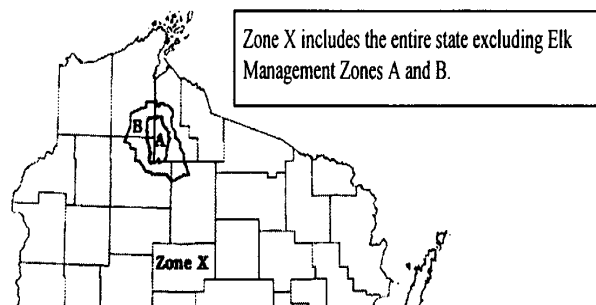 Zone X includes the entire state excluding Elk
Management Zones A and B.
B
A
Zone X